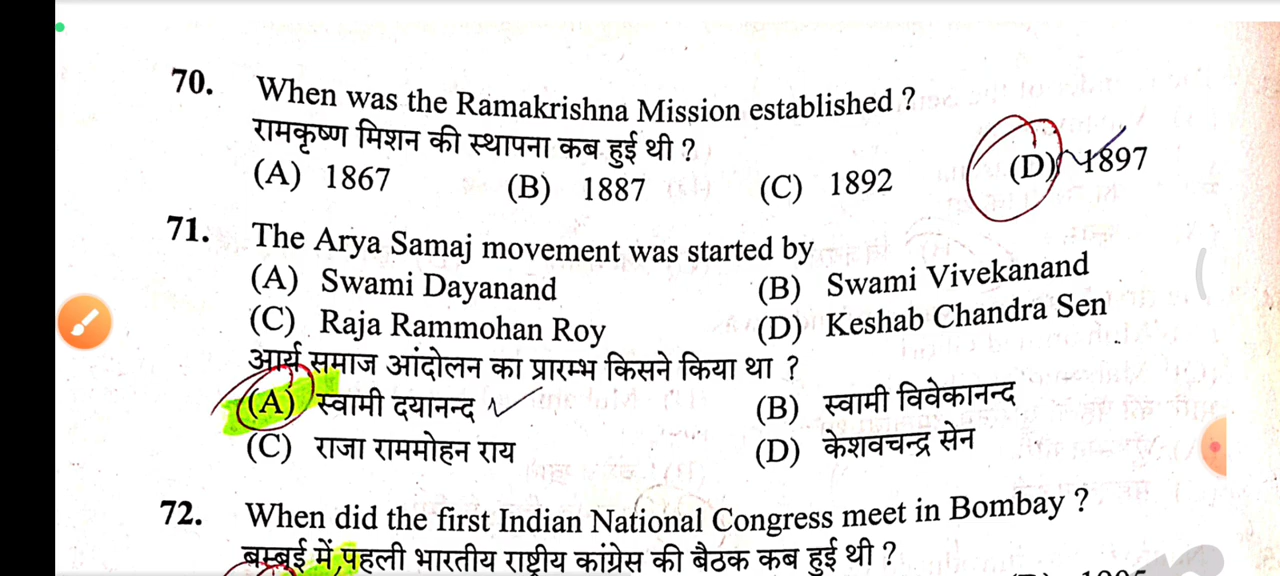 70. When was the Ramakrishna Mission established ?
रामकृष्ण मिशन की स्थापना कब हुई थी ?
(A) 1867 (B) 1887 (C) 1892 (D) 1897
71. The Arya Samaj movement was started by
(A) Swami Dayanand (B) Swami Vivekanand
(C) Raja Rammohan Roy (D) Keshab Chandra Sen
आर्य समाज आंदोलन का प्रारम्भ किसने किया था ?
(A) स्वामी दयानन्द (B) स्वामी विवेकानन्द
(C) राजा राममोहन राय (D) केशवचन्द्र सेन
72. When did the first Indian National Congress meet in Bombay ?
बम्बई में पहली भारतीय राष्ट्रीय कांग्रेस की बैठक कब हुई थी ?